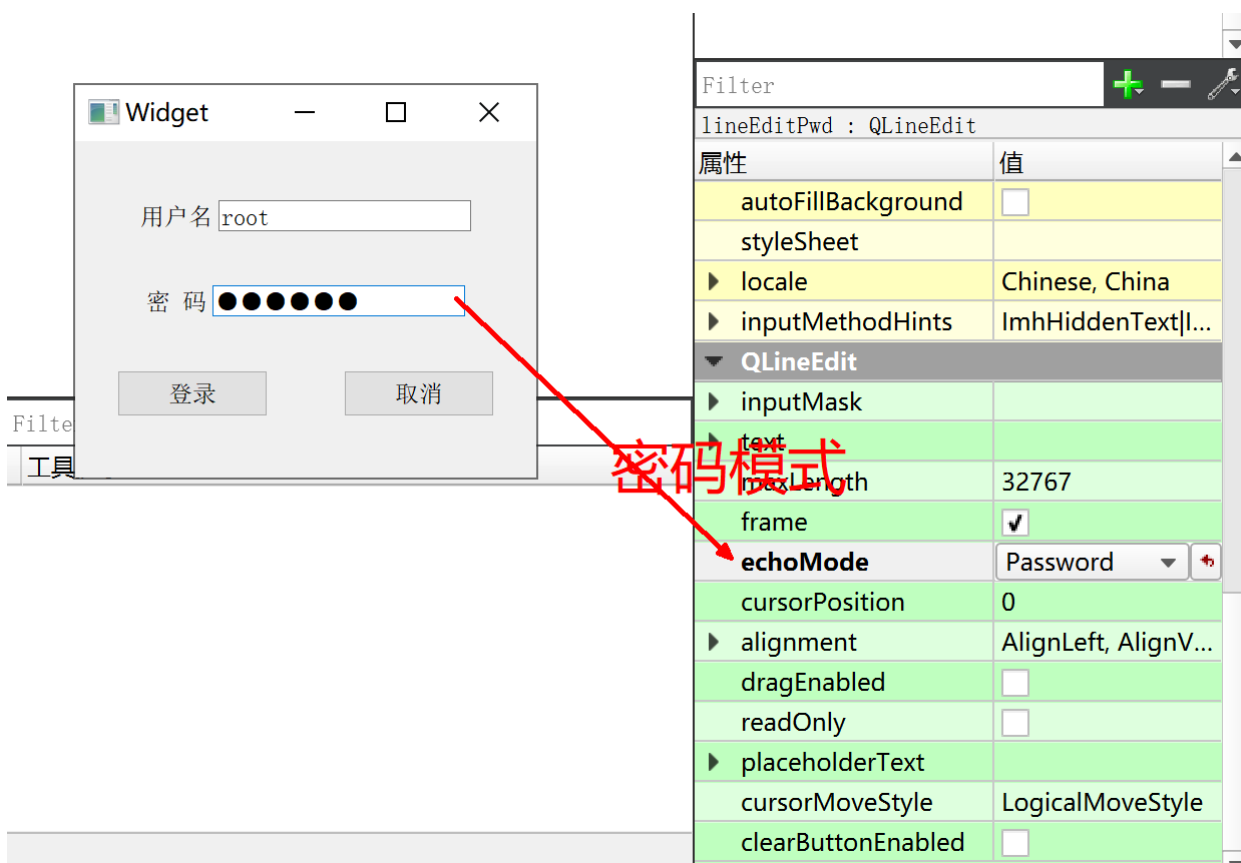 Widget
用户名 root
密 码 ●●●●●●
登录 取消
Filte
工具
密码模式
Filter
lineEditPwd : QLineEdit
属性 值
autoFillBackground
styleSheet
locale Chinese, China
inputMethodHints ImhHiddenText|I...
QLineEdit
inputMask
text
maxLength 32767
frame
echoMode Password
cursorPosition 0
alignment AlignLeft, AlignV...
dragEnabled
readOnly
placeholderText
cursorMoveStyle LogicalMoveStyle
clearButtonEnabled